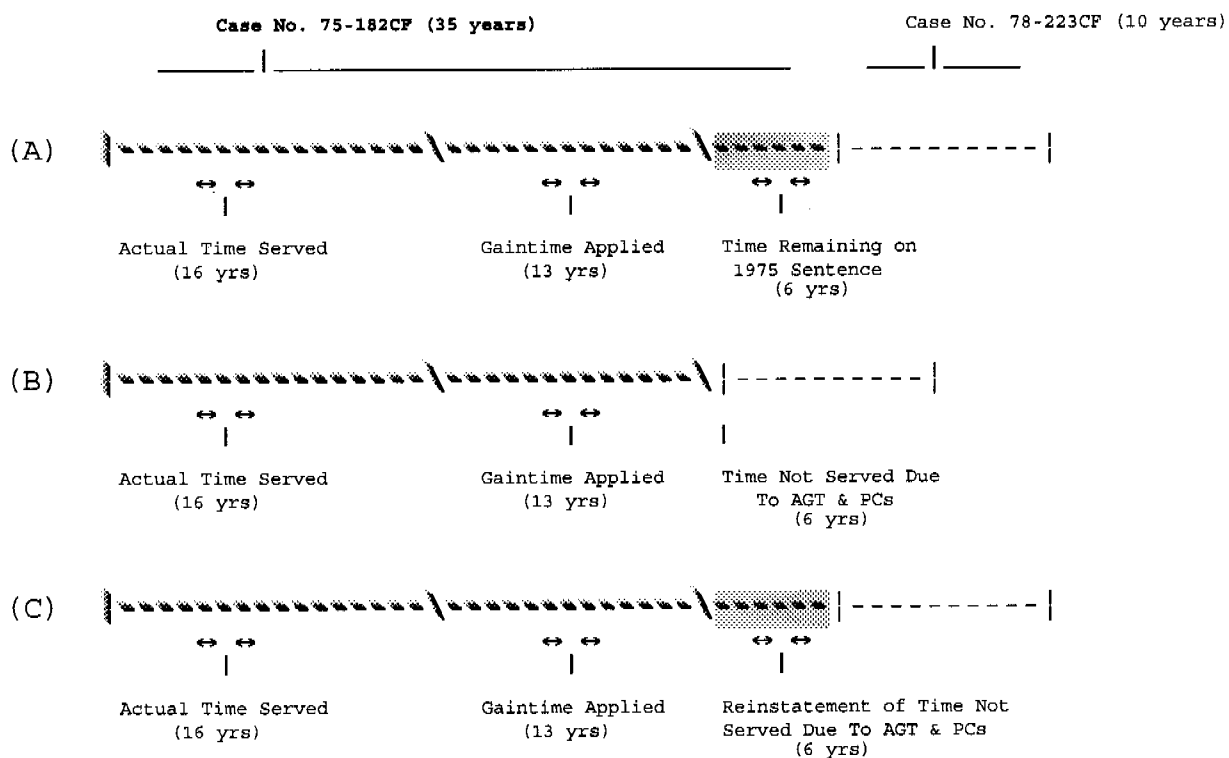 Case No. 75-182CF (35 years)
Case No. 78-223CF (10 years)
(A)
Actual Time Served
(16 yrs)
Gaintime Applied
(13 yrs)
Time Remaining on
1975 Sentence
(6 yrs)
(B)
Actual Time Served
(16 yrs)
Gaintime Applied
(13 yrs)
Time Not Served Due
To AGT & PCs
(6 yrs)
(C)
Actual Time Served
(16 yrs)
Gaintime Applied
(13 yrs)
Reinstatement of Time Not
Served Due To AGT & PCs
(6 yrs)